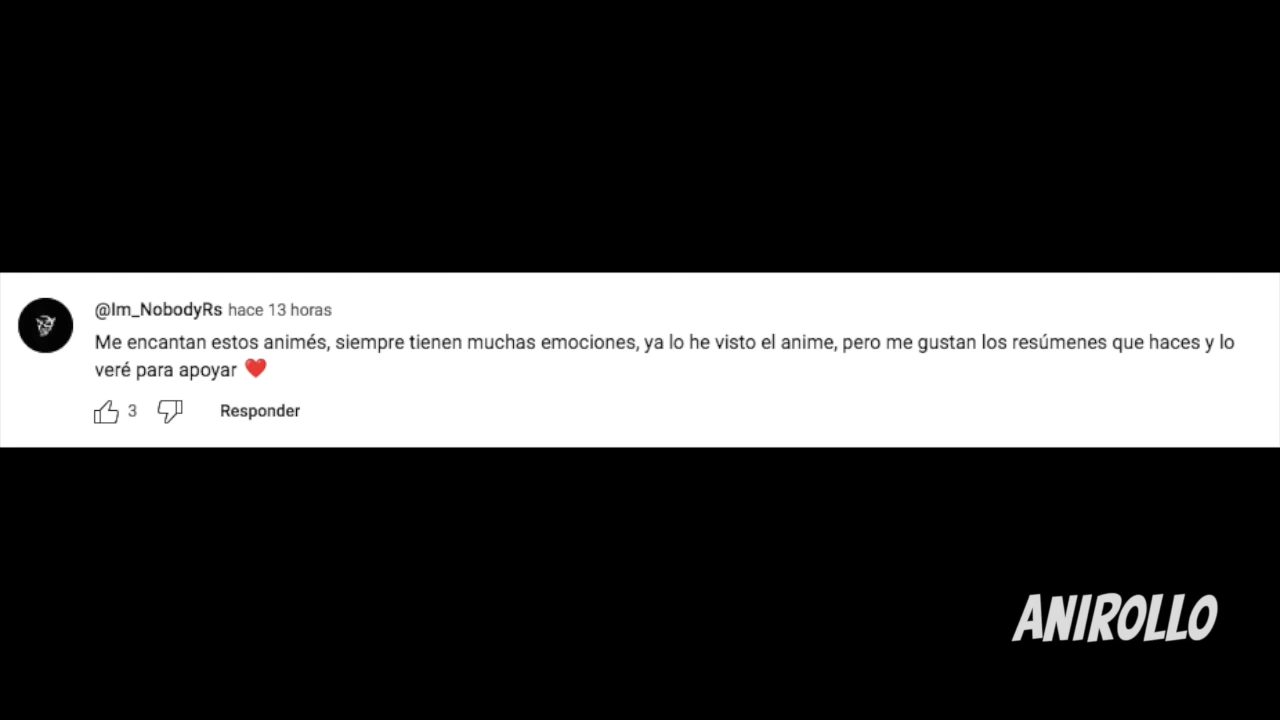 @Im_NobodyRs hace 13 horas
Me encantan estos animés, siempre tienen muchas emociones, ya lo he visto el anime, pero me gustan los resúmenes que haces y lo
veré para apoyar ❤️
3 Responder
ANIROLLO